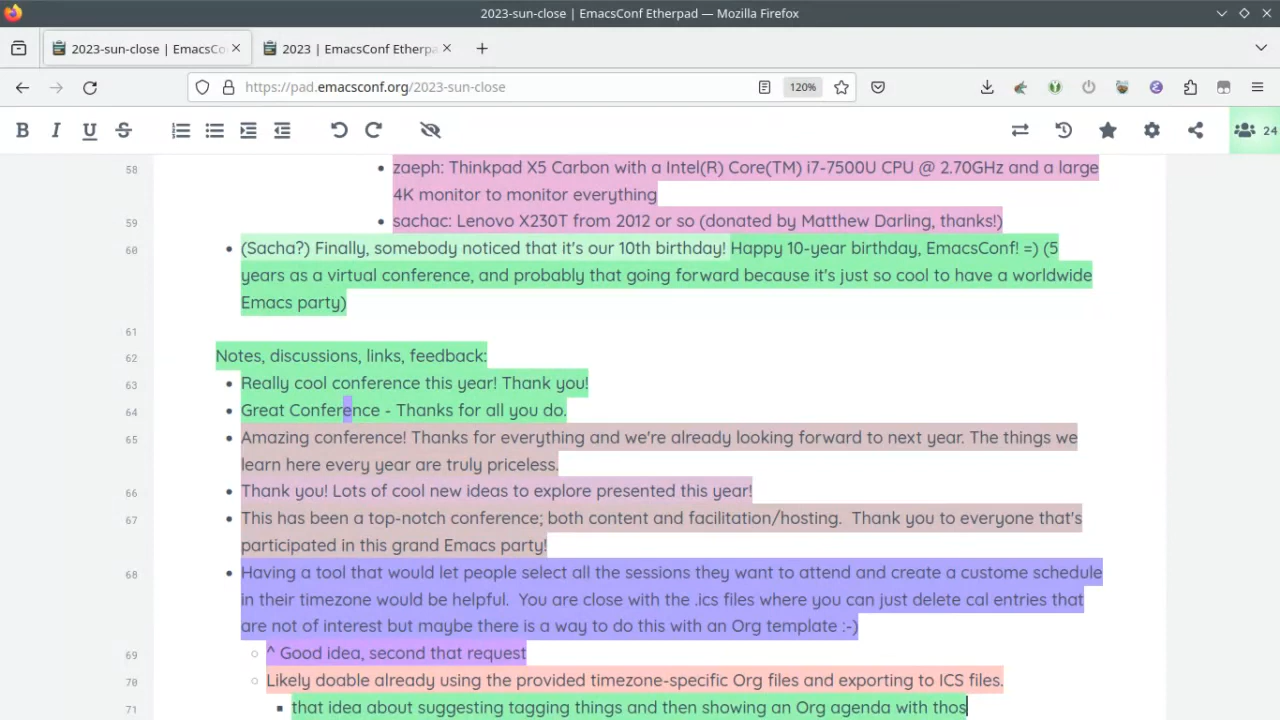 2023-sun-close | EmacsConf Etherpad — Mozilla Firefox
2023-sun-close | EmacsCo
2023 | EmacsConf Etherpa
https://pad.emacsconf.org/2023-sun-close
120%
B I U S
24
58
zaeph: Thinkpad X5 Carbon with a Intel(R) Core(TM) i7-7500U CPU @ 2.70GHz and a large
4K monitor to monitor everything
59 sachac: Lenovo X230T from 2012 or so (donated by Matthew Darling, thanks!)
60 (Sacha?) Finally, somebody noticed that it's our 10th birthday! Happy 10-year birthday, EmacsConf! =) (5
years as a virtual conference, and probably that going forward because it's just so cool to have a worldwide
Emacs party)
61
62 Notes, discussions, links, feedback:
63 Really cool conference this year! Thank you!
64 Great Conference - Thanks for all you do.
65 Amazing conference! Thanks for everything and we're already looking forward to next year. The things we
learn here every year are truly priceless.
66 Thank you! Lots of cool new ideas to explore presented this year!
67 This has been a top-notch conference; both content and facilitation/hosting.  Thank you to everyone that's
participated in this grand Emacs party!
68 Having a tool that would let people select all the sessions they want to attend and create a custome schedule
in their timezone would be helpful.  You are close with the .ics files where you can just delete cal entries that
are not of interest but maybe there is a way to do this with an Org template :-)
69 ^ Good idea, second that request
70 Likely doable already using the provided timezone-specific Org files and exporting to ICS files.
71 that idea about suggesting tagging things and then showing an Org agenda with thos